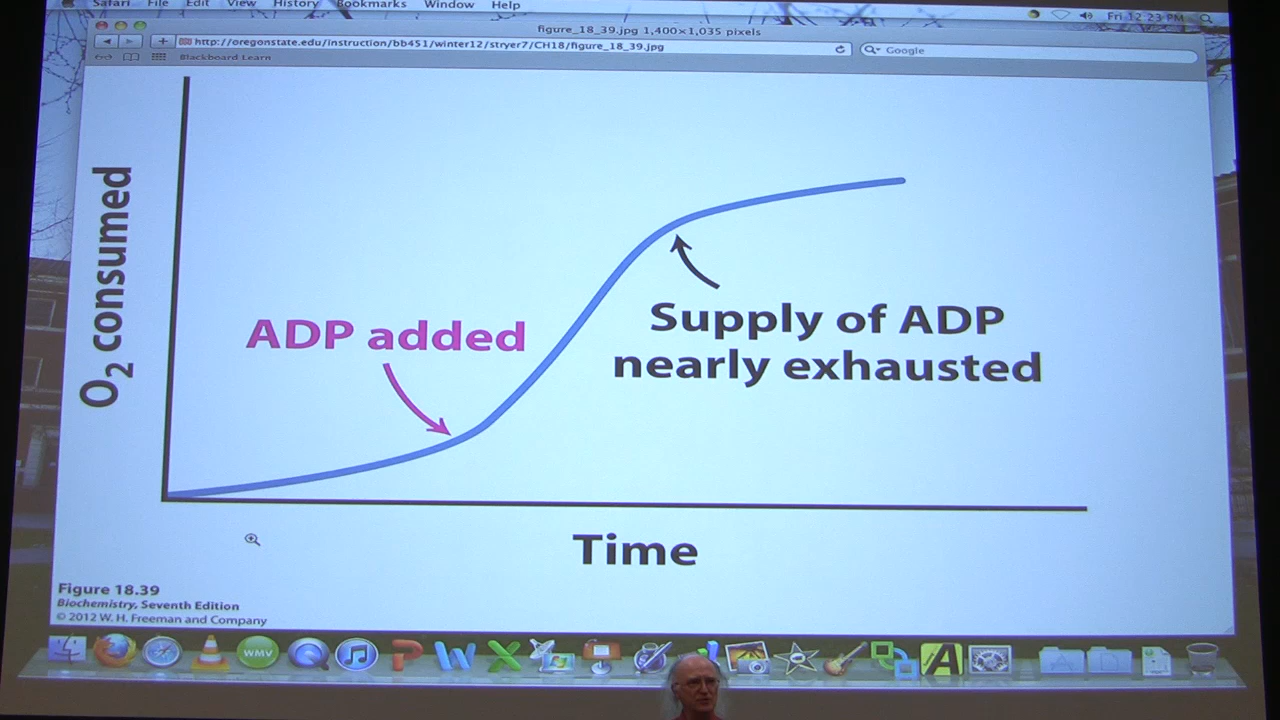 Safari File Edit View History Bookmarks Window Help
Fri 12:23 PM
figure_18_39.jpg 1,400×1,035 pixels
http://oregonstate.edu/instruction/bb451/winter12/stryer7/CH18/figure_18_39.jpg
Google
Blackboard Learn
O2 consumed
ADP added
Supply of ADP
nearly exhausted
Time
Figure 18.39
Biochemistry, Seventh Edition
© 2012 W. H. Freeman and Company
WMV